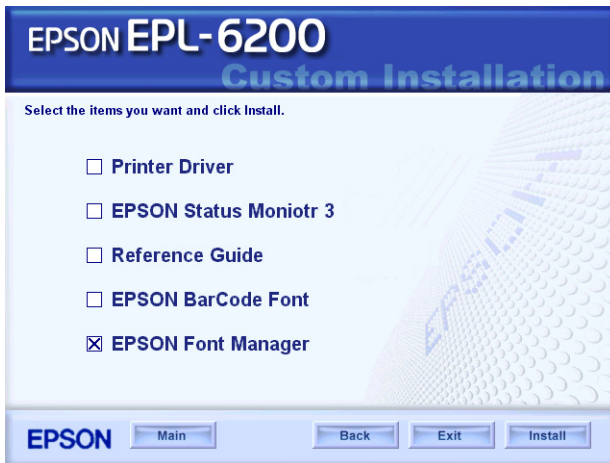 EPSON EPL-6200
Custom Installation
Select the items you want and click Install.
Printer Driver
EPSON Status Moniotr 3
Reference Guide
EPSON BarCode Font
EPSON Font Manager
EPSON
EPSON Main Back Exit Install